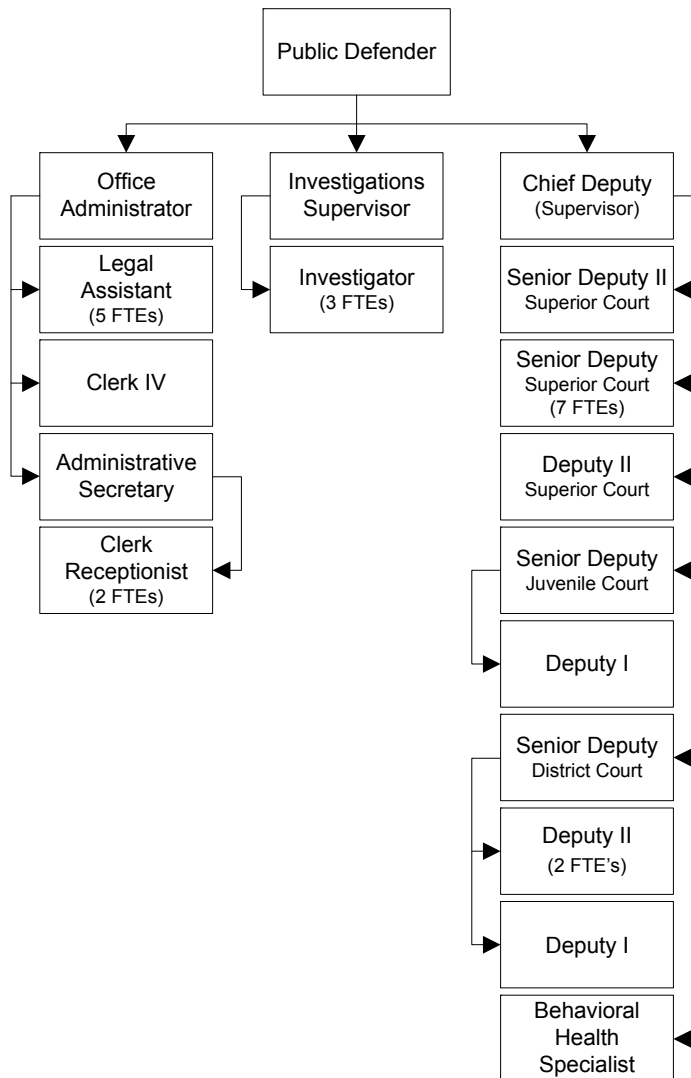 Public Defender
Office
Administrator
Legal
Assistant
(5 FTEs)
Clerk IV
Administrative
Secretary
Clerk
Receptionist
(2 FTEs)
Investigations
Supervisor
Investigator
(3 FTEs)
Chief Deputy
(Supervisor)
Senior Deputy II
Superior Court
Senior Deputy
Superior Court
(7 FTEs)
Deputy II
Superior Court
Senior Deputy
Juvenile Court
Deputy I
Senior Deputy
District Court
Deputy II
(2 FTE’s)
Deputy I
Behavioral
Health
Specialist